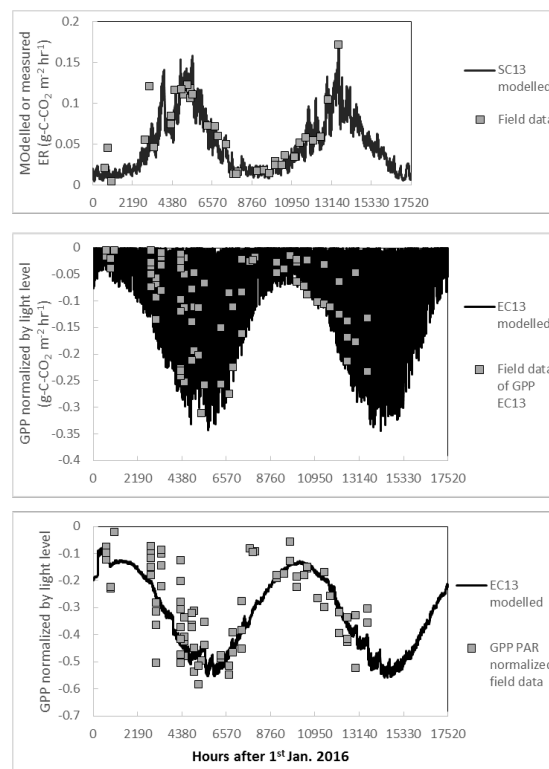 MOdelled or measured
ER (g-C-CO2 m-2 hr-1)
0.2
0.15
0.1
0.05
0
0 2190 4380 6570 8760 10950 13140 15330 17520
SC13
modelled
Field data
GPP normalized by light level
(g-C-CO2 m-2 hr-1)
0
-0.05
-0.1
-0.15
-0.2
-0.25
-0.3
-0.35
-0.4
0 2190 4380 6570 8760 10950 13140 15330 17520
EC13
modelled
Field data
of GPP
EC13
GPP normalized by light level
0
-0.1
-0.2
-0.3
-0.4
-0.5
-0.6
-0.7
0 2190 4380 6570 8760 10950 13140 15330 17520
Hours after 1st Jan. 2016
EC13
modelled
GPP PAR
normalized
field data